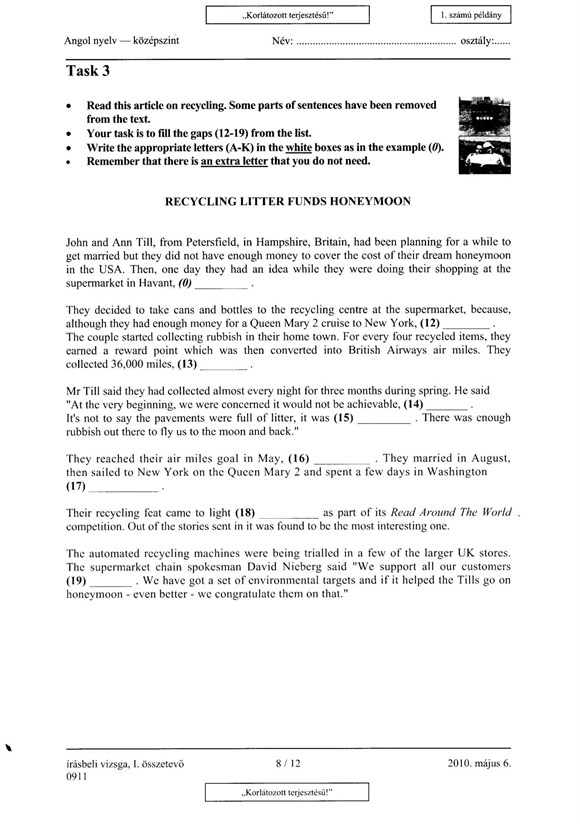 „Korlátozott terjesztésű!”
1. számú példány
Angol nyelv — középszint Név: ........................................................... osztály:......
Task 3
• Read this article on recycling. Some parts of sentences have been removed
from the text.
• Your task is to fill the gaps (12-19) from the list.
• Write the appropriate letters (A-K) in the white boxes as in the example (0).
• Remember that there is an extra letter that you do not need.
RECYCLING LITTER FUNDS HONEYMOON
John and Ann Till, from Petersfield, in Hampshire, Britain, had been planning for a while to
get married but they did not have enough money to cover the cost of their dream honeymoon
in the USA. Then, one day they had an idea while they were doing their shopping at the
supermarket in Havant, (0) _________ .
They decided to take cans and bottles to the recycling centre at the supermarket, because,
although they had enough money for a Queen Mary 2 cruise to New York, (12) ________ .
The couple started collecting rubbish in their home town. For every four recycled items, they
earned a reward point which was then converted into British Airways air miles. They
collected 36,000 miles, (13) ________ .
Mr Till said they had collected almost every night for three months during spring. He said
"At the very beginning, we were concerned it would not be achievable, (14) _______ .
It's not to say the pavements were full of litter, it was (15) _________ . There was enough
rubbish out there to fly us to the moon and back."
They reached their air miles goal in May, (16) __________ . They married in August,
then sailed to New York on the Queen Mary 2 and spent a few days in Washington
(17) ____________ .
Their recycling feat came to light (18) __________ as part of its Read Around The World .
competition. Out of the stories sent in it was found to be the most interesting one.
The automated recycling machines were being trialled in a few of the larger UK stores.
The supermarket chain spokesman David Nieberg said "We support all our customers
(19) _______ . We have got a set of environmental targets and if it helped the Tills go on
honeymoon - even better - we congratulate them on that."
írásbeli vizsga, I. összetevő 8 / 12 2010. május 6.
0911
„Korlátozott terjesztésű!”